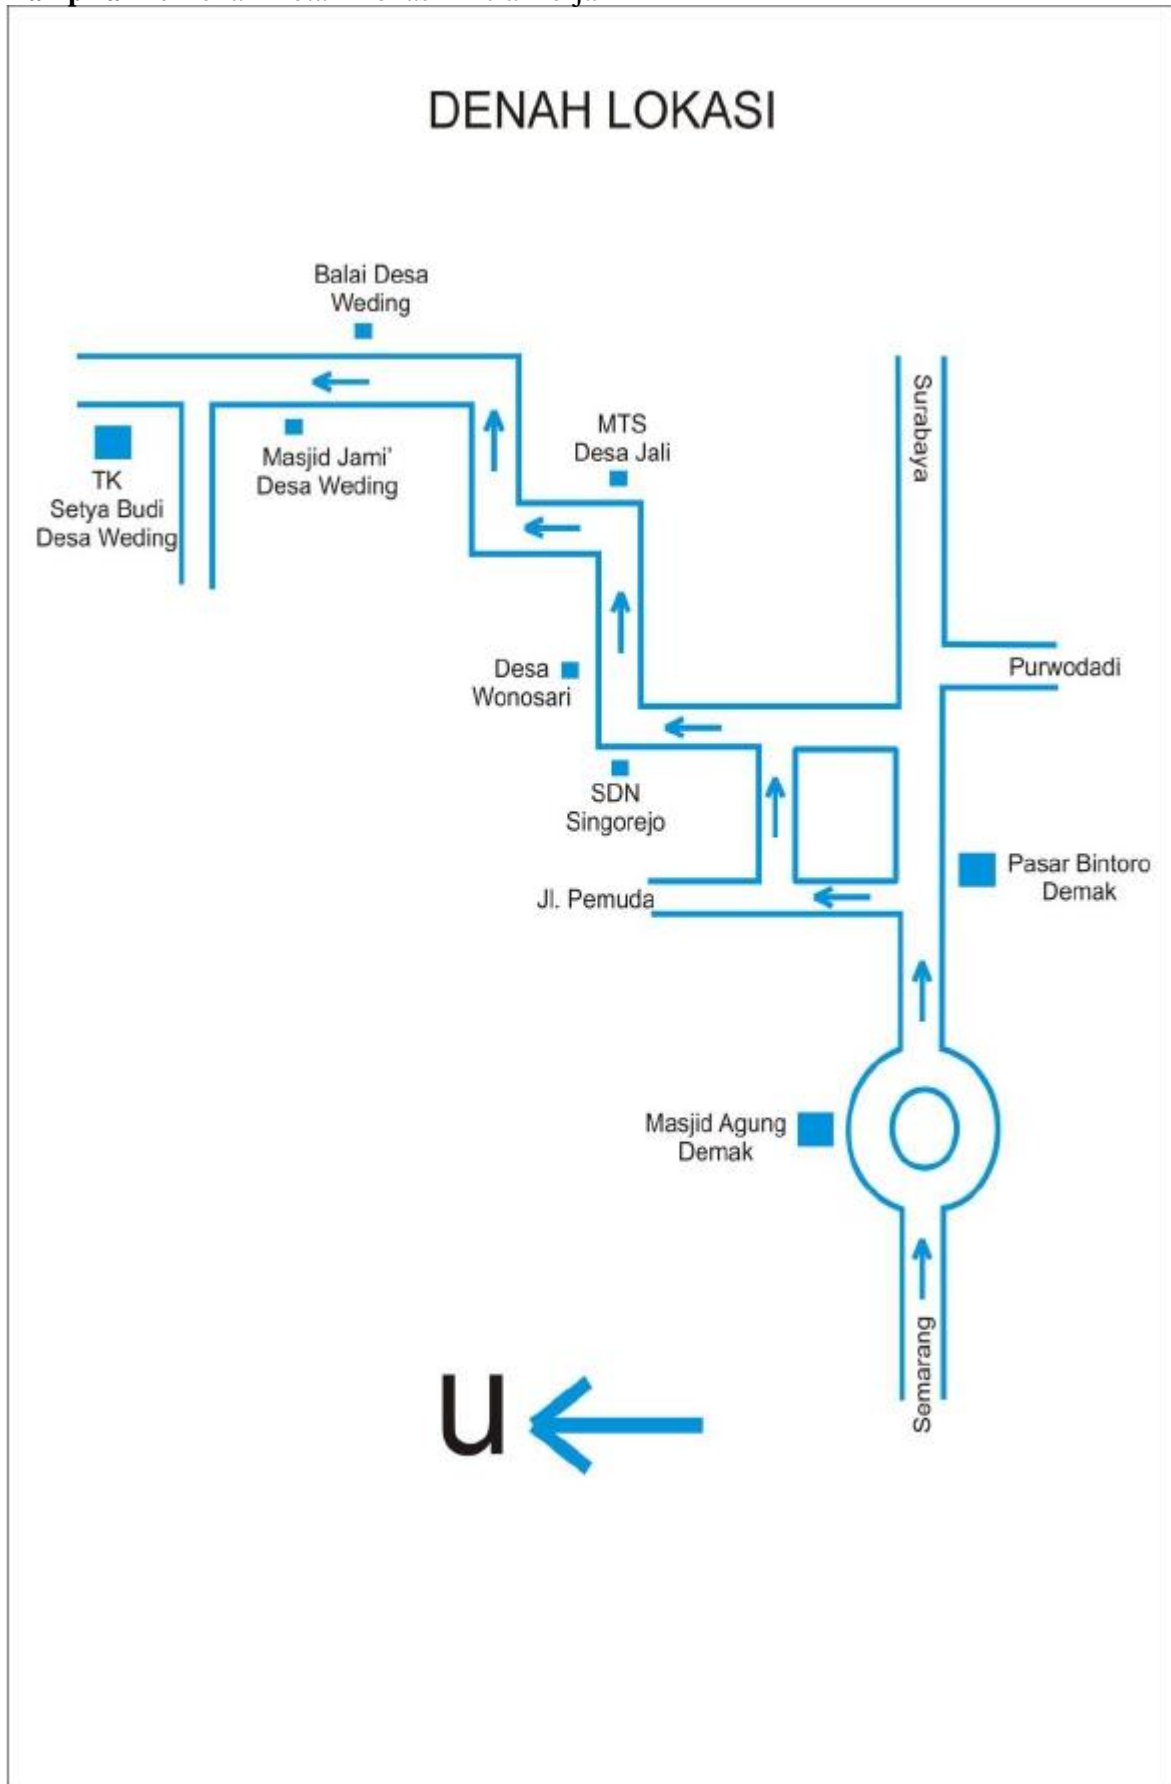 DENAH LOKASI
Balai Desa
Weding
MTS
Desa Jali
Surabaya
Masjid Jami'
Desa Weding
TK
Setya Budi
Desa Weding
Desa
Wonosari
Purwodadi
SDN
Singorejo
Pasar Bintoro
Demak
Jl. Pemuda
Masjid Agung
Demak
Semarang
U